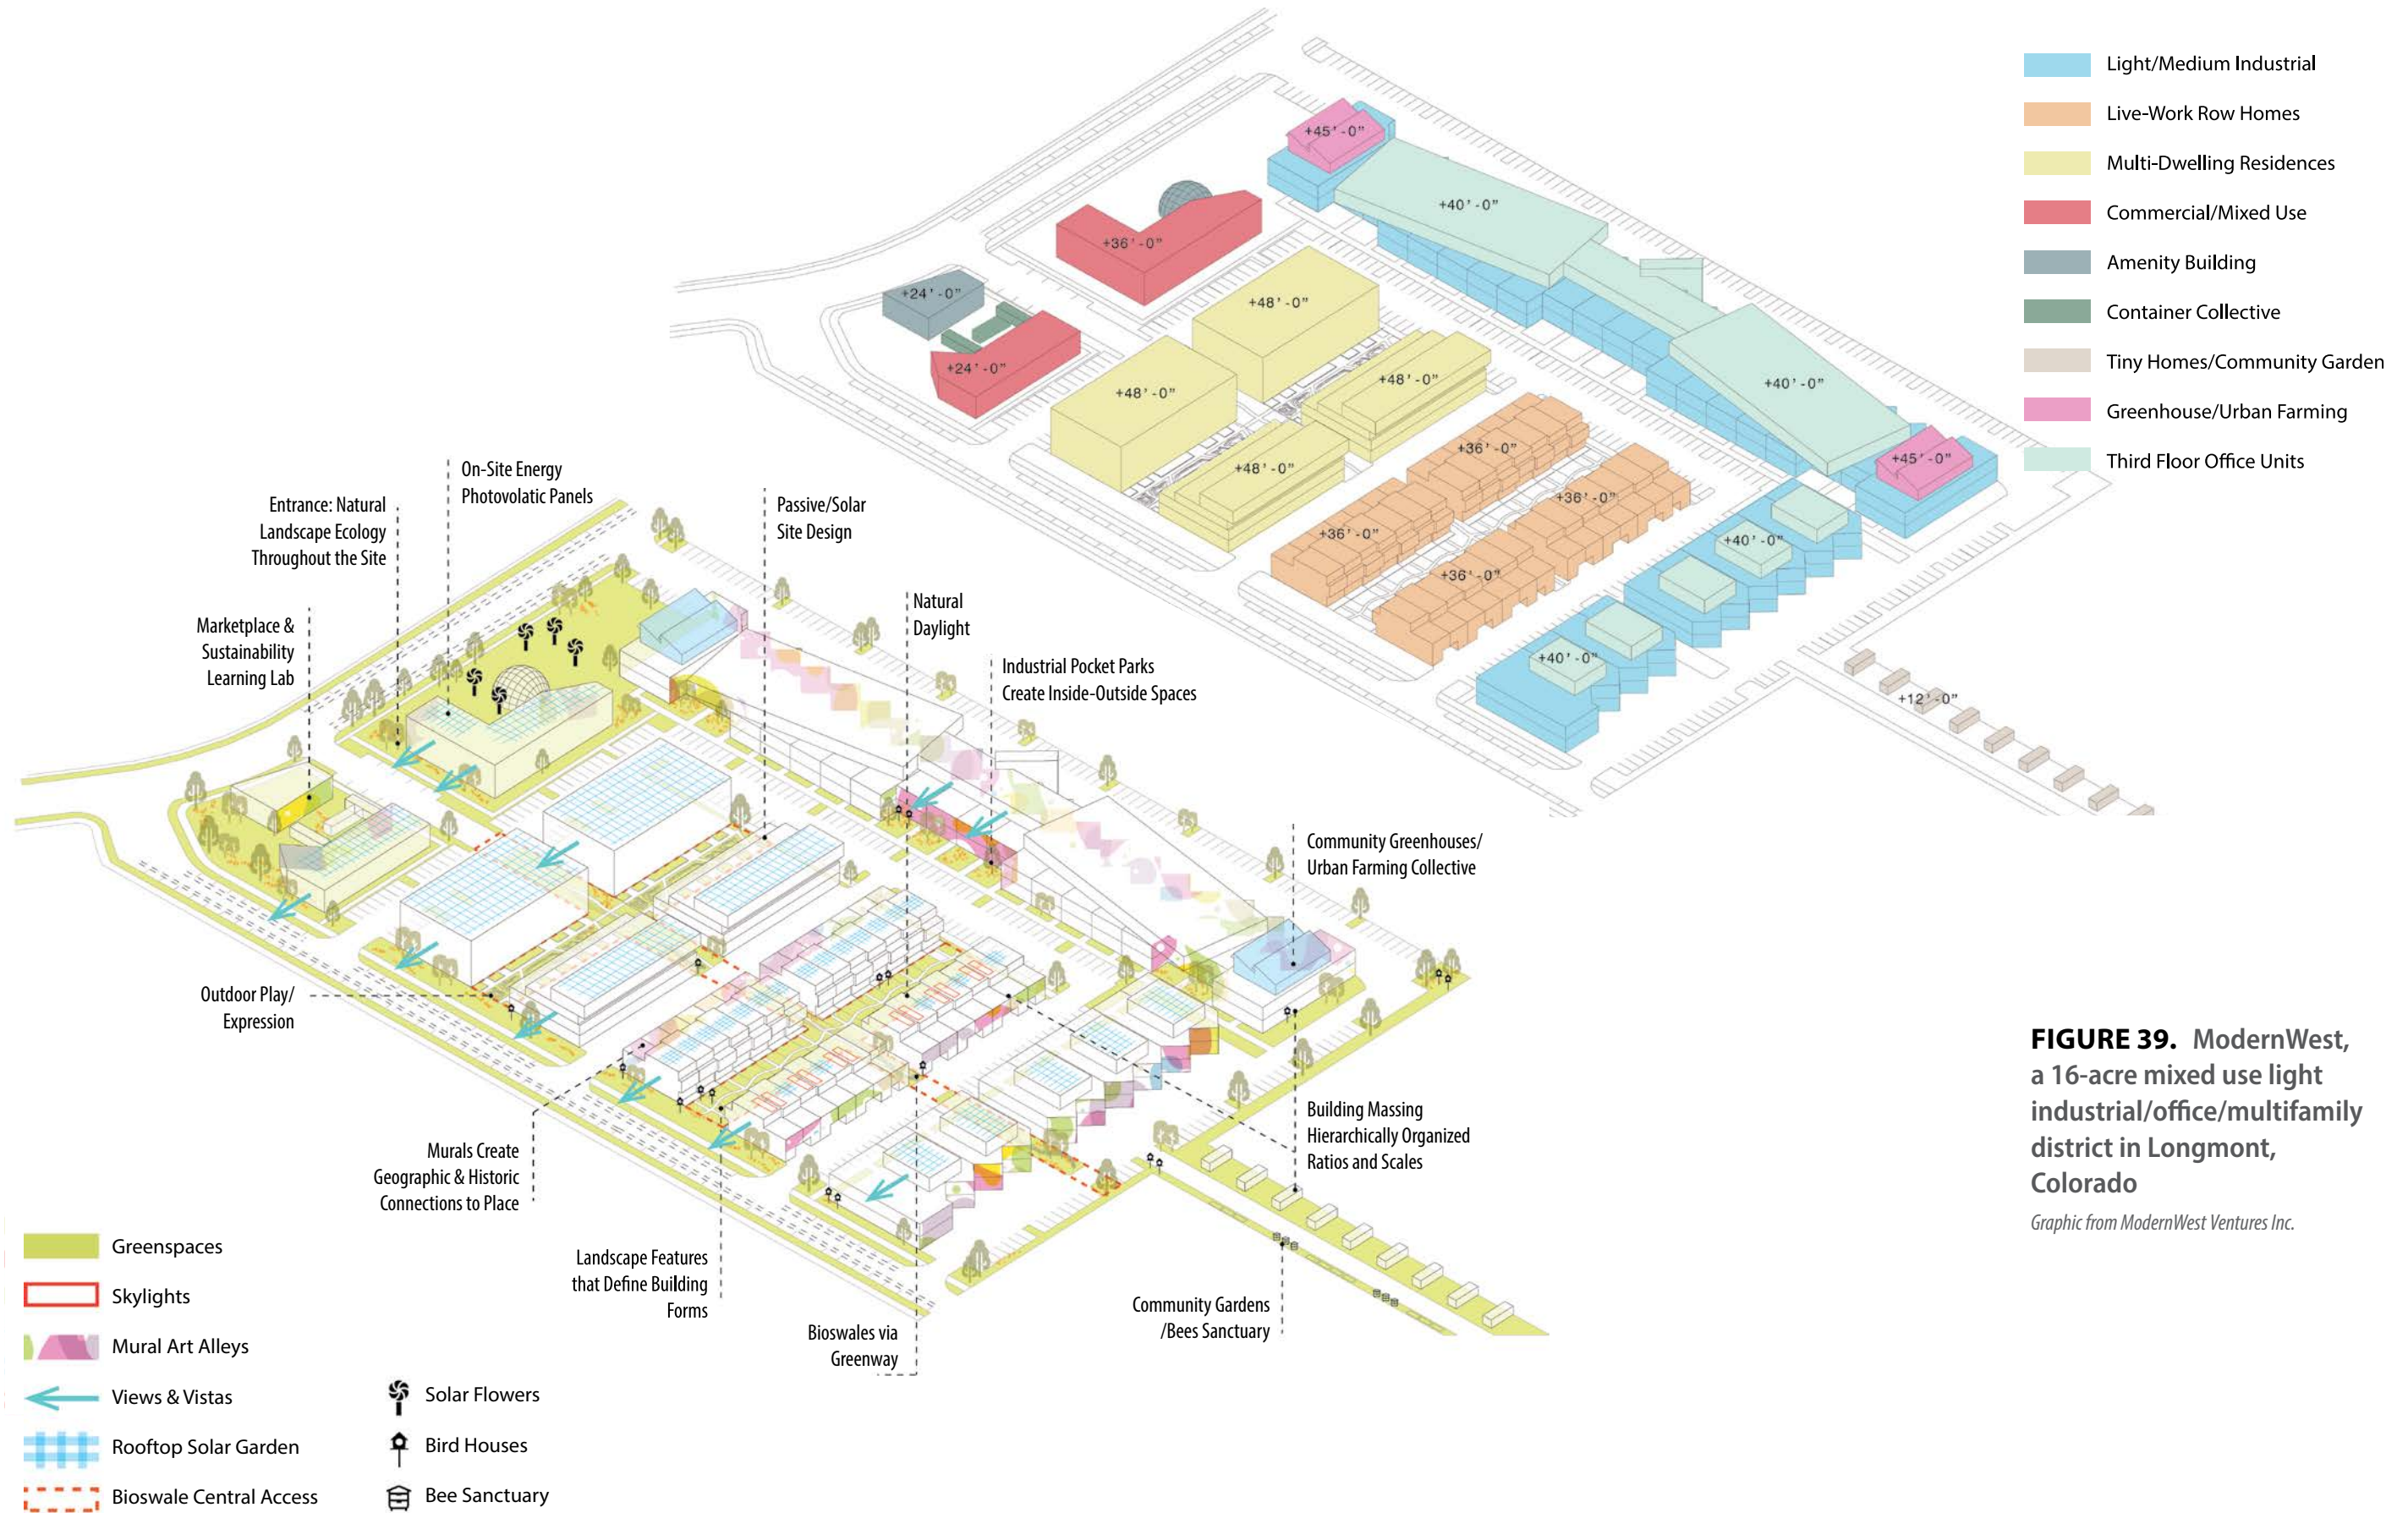 Light/Medium Industrial
Live-Work Row Homes
Multi-Dwelling Residences
Commercial/Mixed Use
Amenity Building
Container Collective
Tiny Homes/Community Garden
Greenhouse/Urban Farming
Third Floor Office Units
+45'-0"
+40'-0"
+36'-0"
+24'-0"
+48'-0"
+24'-0"
+48'-0"
+48'-0"
+40'-0"
+48'-0"
+36'-0"
+45'-0"
+36'-0"
+36'-0"
+40'-0"
+36'-0"
+40'-0"
+12'-0"
On-Site Energy
Photovolatic Panels
Entrance: Natural
Landscape Ecology
Throughout the Site
Passive/Solar
Site Design
Marketplace &
Sustainability
Learning Lab
Natural
Daylight
Industrial Pocket Parks
Create Inside-Outside Spaces
Community Greenhouses/
Urban Farming Collective
Outdoor Play/
Expression
Building Massing
Hierarchically Organized
Ratios and Scales
Murals Create
Geographic & Historic
Connections to Place
Landscape Features
that Define Building
Forms
Bioswales via
Greenway
Community Gardens
/Bees Sanctuary
Greenspaces
Skylights
Mural Art Alleys
Views & Vistas
Rooftop Solar Garden
Bioswale Central Access
Solar Flowers
Bird Houses
Bee Sanctuary
FIGURE 39. ModernWest,
a 16-acre mixed use light
industrial/office/multifamily
district in Longmont,
Colorado
Graphic from ModernWest Ventures Inc.